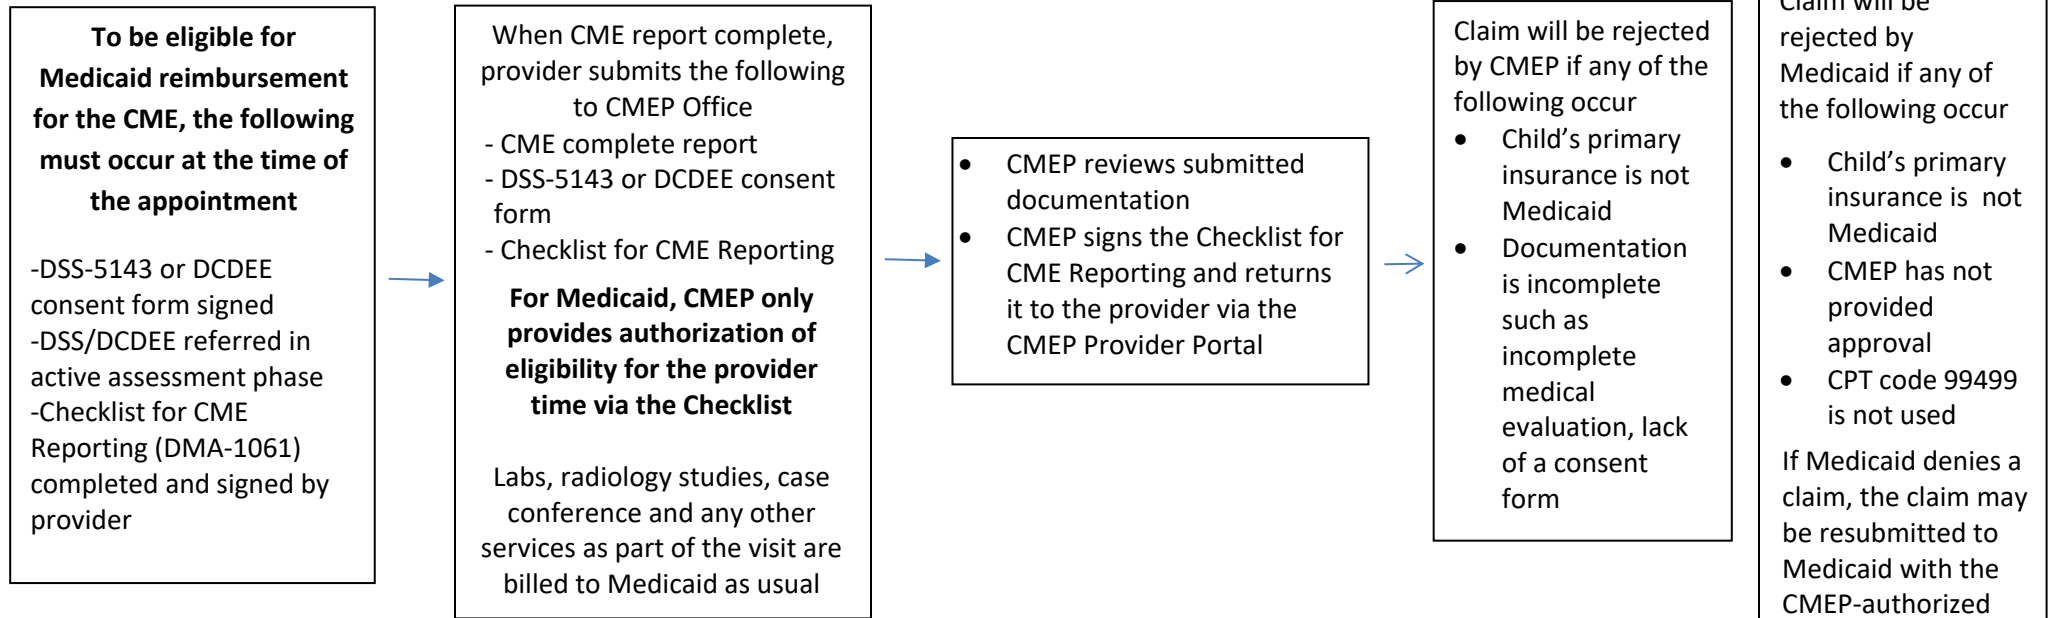 To be eligible for
Medicaid reimbursement
for the CME, the following
must occur at the time of
the appointment
-DSS-5143 or DCDEE
consent form signed
-DSS/DCDEE referred in
active assessment phase
-Checklist for CME
Reporting (DMA-1061)
completed and signed by
provider
When CME report complete,
provider submits the following
to CMEP Office
- CME complete report
- DSS-5143 or DCDEE consent
form
- Checklist for CME Reporting
For Medicaid, CMEP only
provides authorization of
eligibility for the provider
time via the Checklist
Labs, radiology studies, case
conference and any other
services as part of the visit are
billed to Medicaid as usual
• CMEP reviews submitted
documentation
• CMEP signs the Checklist for
CME Reporting and returns
it to the provider via the
CMEP Provider Portal
Claim will be rejected
by CMEP if any of the
following occur
• Child’s primary
insurance is not
Medicaid
• Documentation
is incomplete
such as
incomplete
medical
evaluation, lack
of a consent
form
Claim will be
rejected by
Medicaid if any of
the following occur
• Child’s primary
insurance is not
Medicaid
• CMEP has not
provided
approval
• CPT code 99499
is not used
If Medicaid denies a
claim, the claim may
be resubmitted to
Medicaid with the
CMEP-authorized